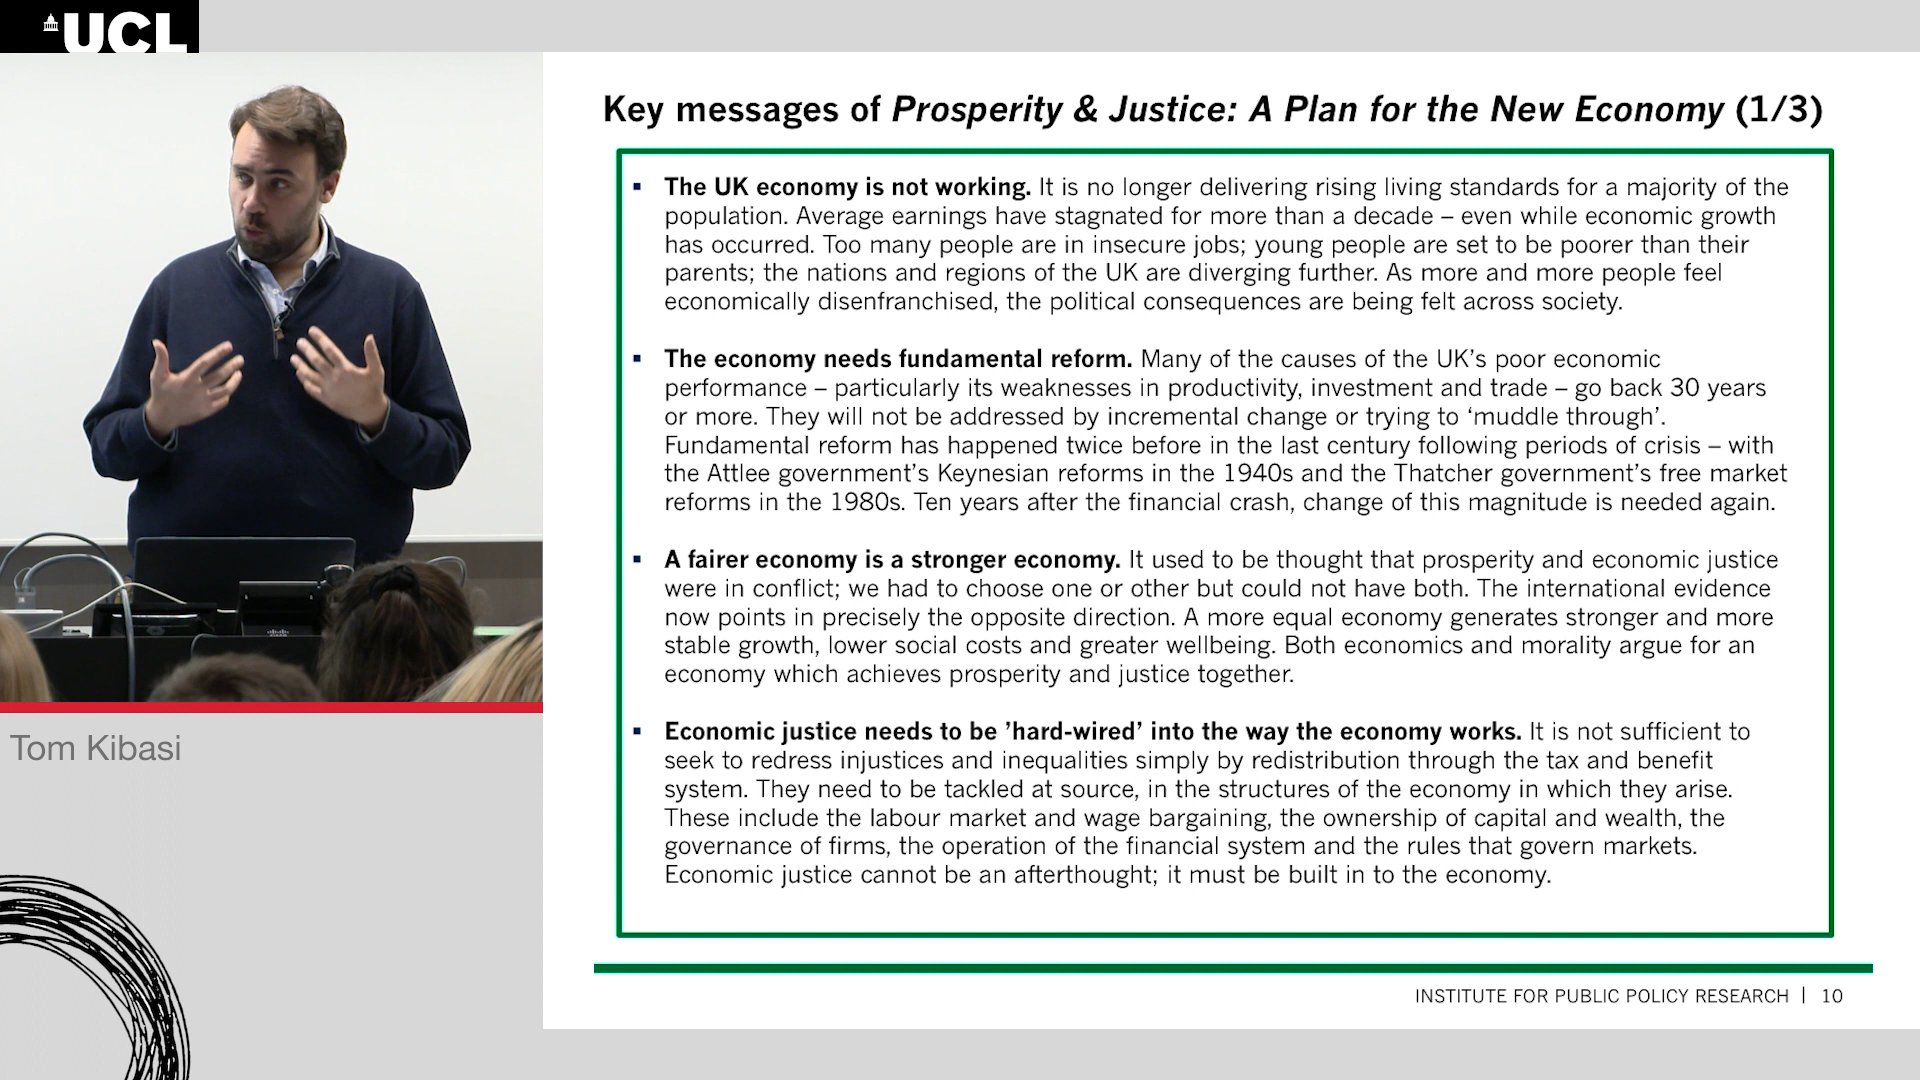 UCL
Key messages of Prosperity & Justice: A Plan for the New Economy (1/3)
▪ The UK economy is not working. It is no longer delivering rising living standards for a majority of the
population. Average earnings have stagnated for more than a decade – even while economic growth
has occurred. Too many people are in insecure jobs; young people are set to be poorer than their
parents; the nations and regions of the UK are diverging further. As more and more people feel
economically disenfranchised, the political consequences are being felt across society.
▪ The economy needs fundamental reform. Many of the causes of the UK’s poor economic
performance – particularly its weaknesses in productivity, investment and trade – go back 30 years
or more. They will not be addressed by incremental change or trying to ‘muddle through’.
Fundamental reform has happened twice before in the last century following periods of crisis – with
the Attlee government’s Keynesian reforms in the 1940s and the Thatcher government’s free market
reforms in the 1980s. Ten years after the financial crash, change of this magnitude is needed again.
▪ A fairer economy is a stronger economy. It used to be thought that prosperity and economic justice
were in conflict; we had to choose one or other but could not have both. The international evidence
now points in precisely the opposite direction. A more equal economy generates stronger and more
stable growth, lower social costs and greater wellbeing. Both economics and morality argue for an
economy which achieves prosperity and justice together.
▪ Economic justice needs to be ’hard-wired’ into the way the economy works. It is not sufficient to
seek to redress injustices and inequalities simply by redistribution through the tax and benefit
system. They need to be tackled at source, in the structures of the economy in which they arise.
These include the labour market and wage bargaining, the ownership of capital and wealth, the
governance of firms, the operation of the financial system and the rules that govern markets.
Economic justice cannot be an afterthought; it must be built in to the economy.
INSTITUTE FOR PUBLIC POLICY RESEARCH | 10
Tom Kibasi